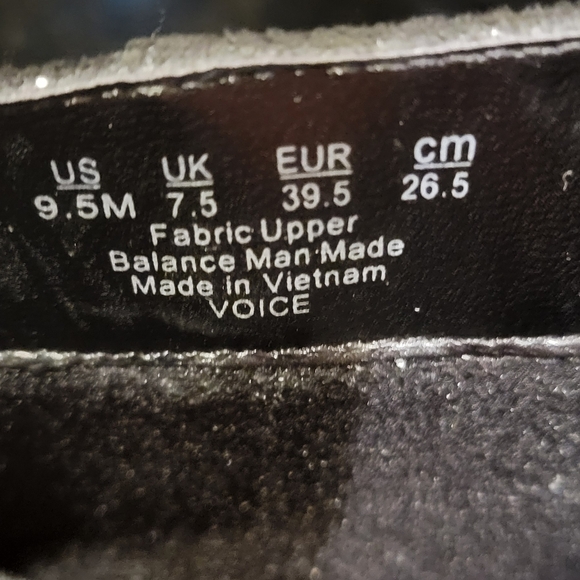 US UK EUR cm
9.5M 7.5 39.5 26.5
Fabric Upper
Balance Man Made
Made in Vietnam
VOICE